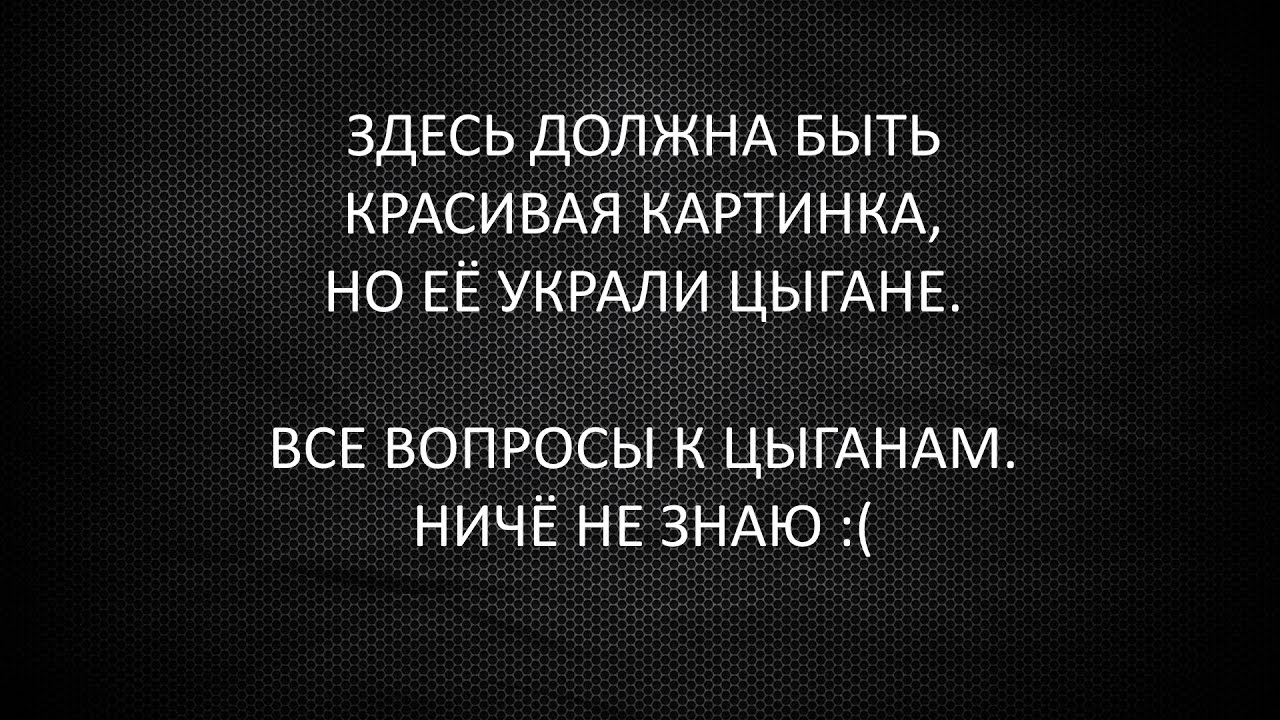 ЗДЕСЬ ДОЛЖНА БЫТЬ
КРАСИВАЯ КАРТИНКА,
НО ЕЁ УКРАЛИ ЦЫГАНЕ.
ВСЕ ВОПРОСЫ К ЦЫГАНАМ.
НИЧЁ НЕ ЗНАЮ :(